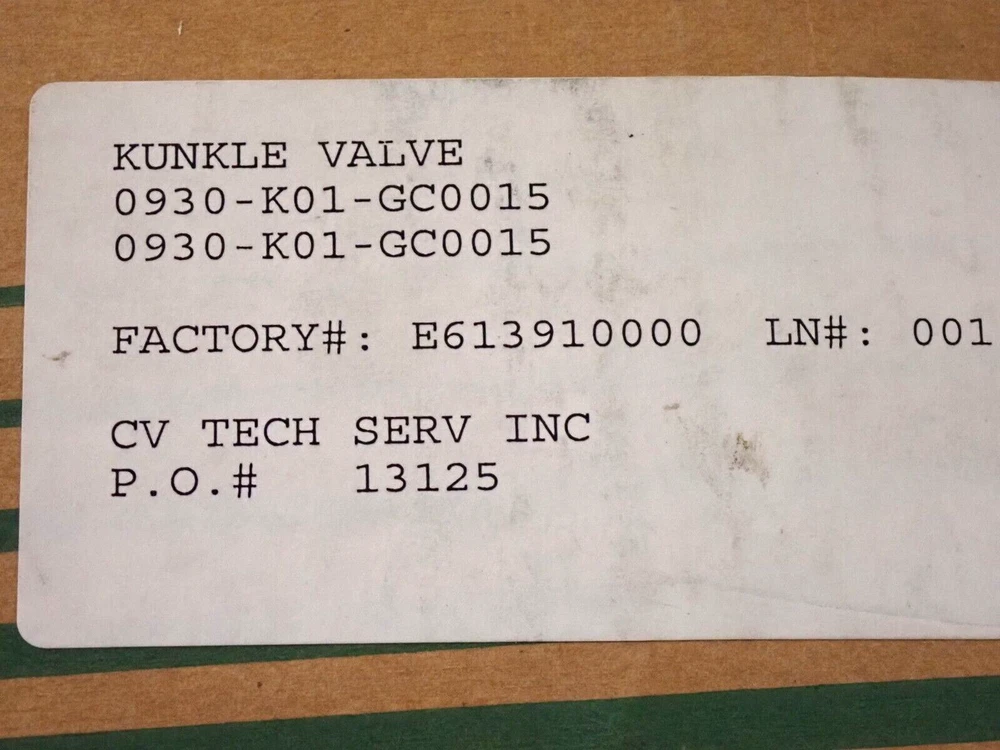 KUNKLE VALVE
0930-K01-GC0015
0930-K01-GC0015
FACTORY#: E613910000 LN#: 001
CV TECH SERV INC
P.O.# 13125